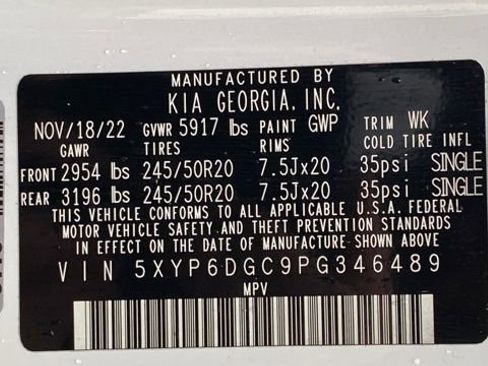 MANUFACTURED BY
KIA GEORGIA, INC.
NOV/18/22 GVWR 5917 lbs PAINT GWP TRIM WK
GAWR TIRES RIMS COLD TIRE INFL
FRONT 2954 lbs 245/50R20 7.5Jx20 35psi SINGLE
REAR 3196 lbs 245/50R20 7.5Jx20 35psi SINGLE
THIS VEHICLE CONFORMS TO ALL APPLICABLE U.S.A. FEDERAL
MOTOR VEHICLE SAFETY AND THEFT PREVENTION STANDARDS
IN EFFECT ON THE DATE OF MANUFACTURE SHOWN ABOVE
VIN 5XYP6DGC9PG346489
MPV